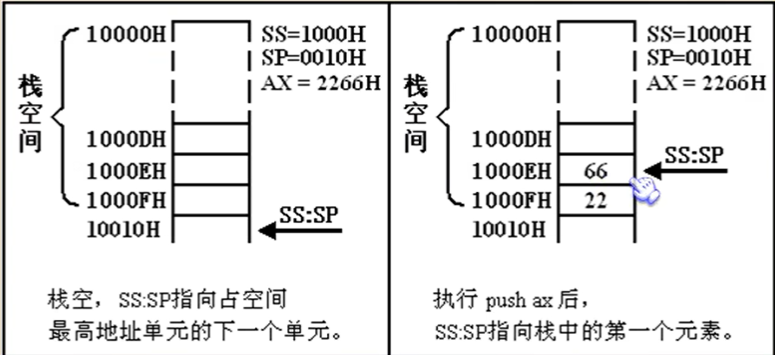 10000H
SS=1000H
SP=0010H
AX = 2266H
栈空间
1000DH
1000EH
1000FH
10010H
SS:SP
栈空，SS:SP指向占空间
最高地址单元的下一个单元。
10000H
SS=1000H
SP=0010H
AX = 2266H
栈空间
1000DH
1000EH
66
SS:SP
1000FH
22
10010H
执行 push ax 后，
SS:SP指向栈中的第一个元素。